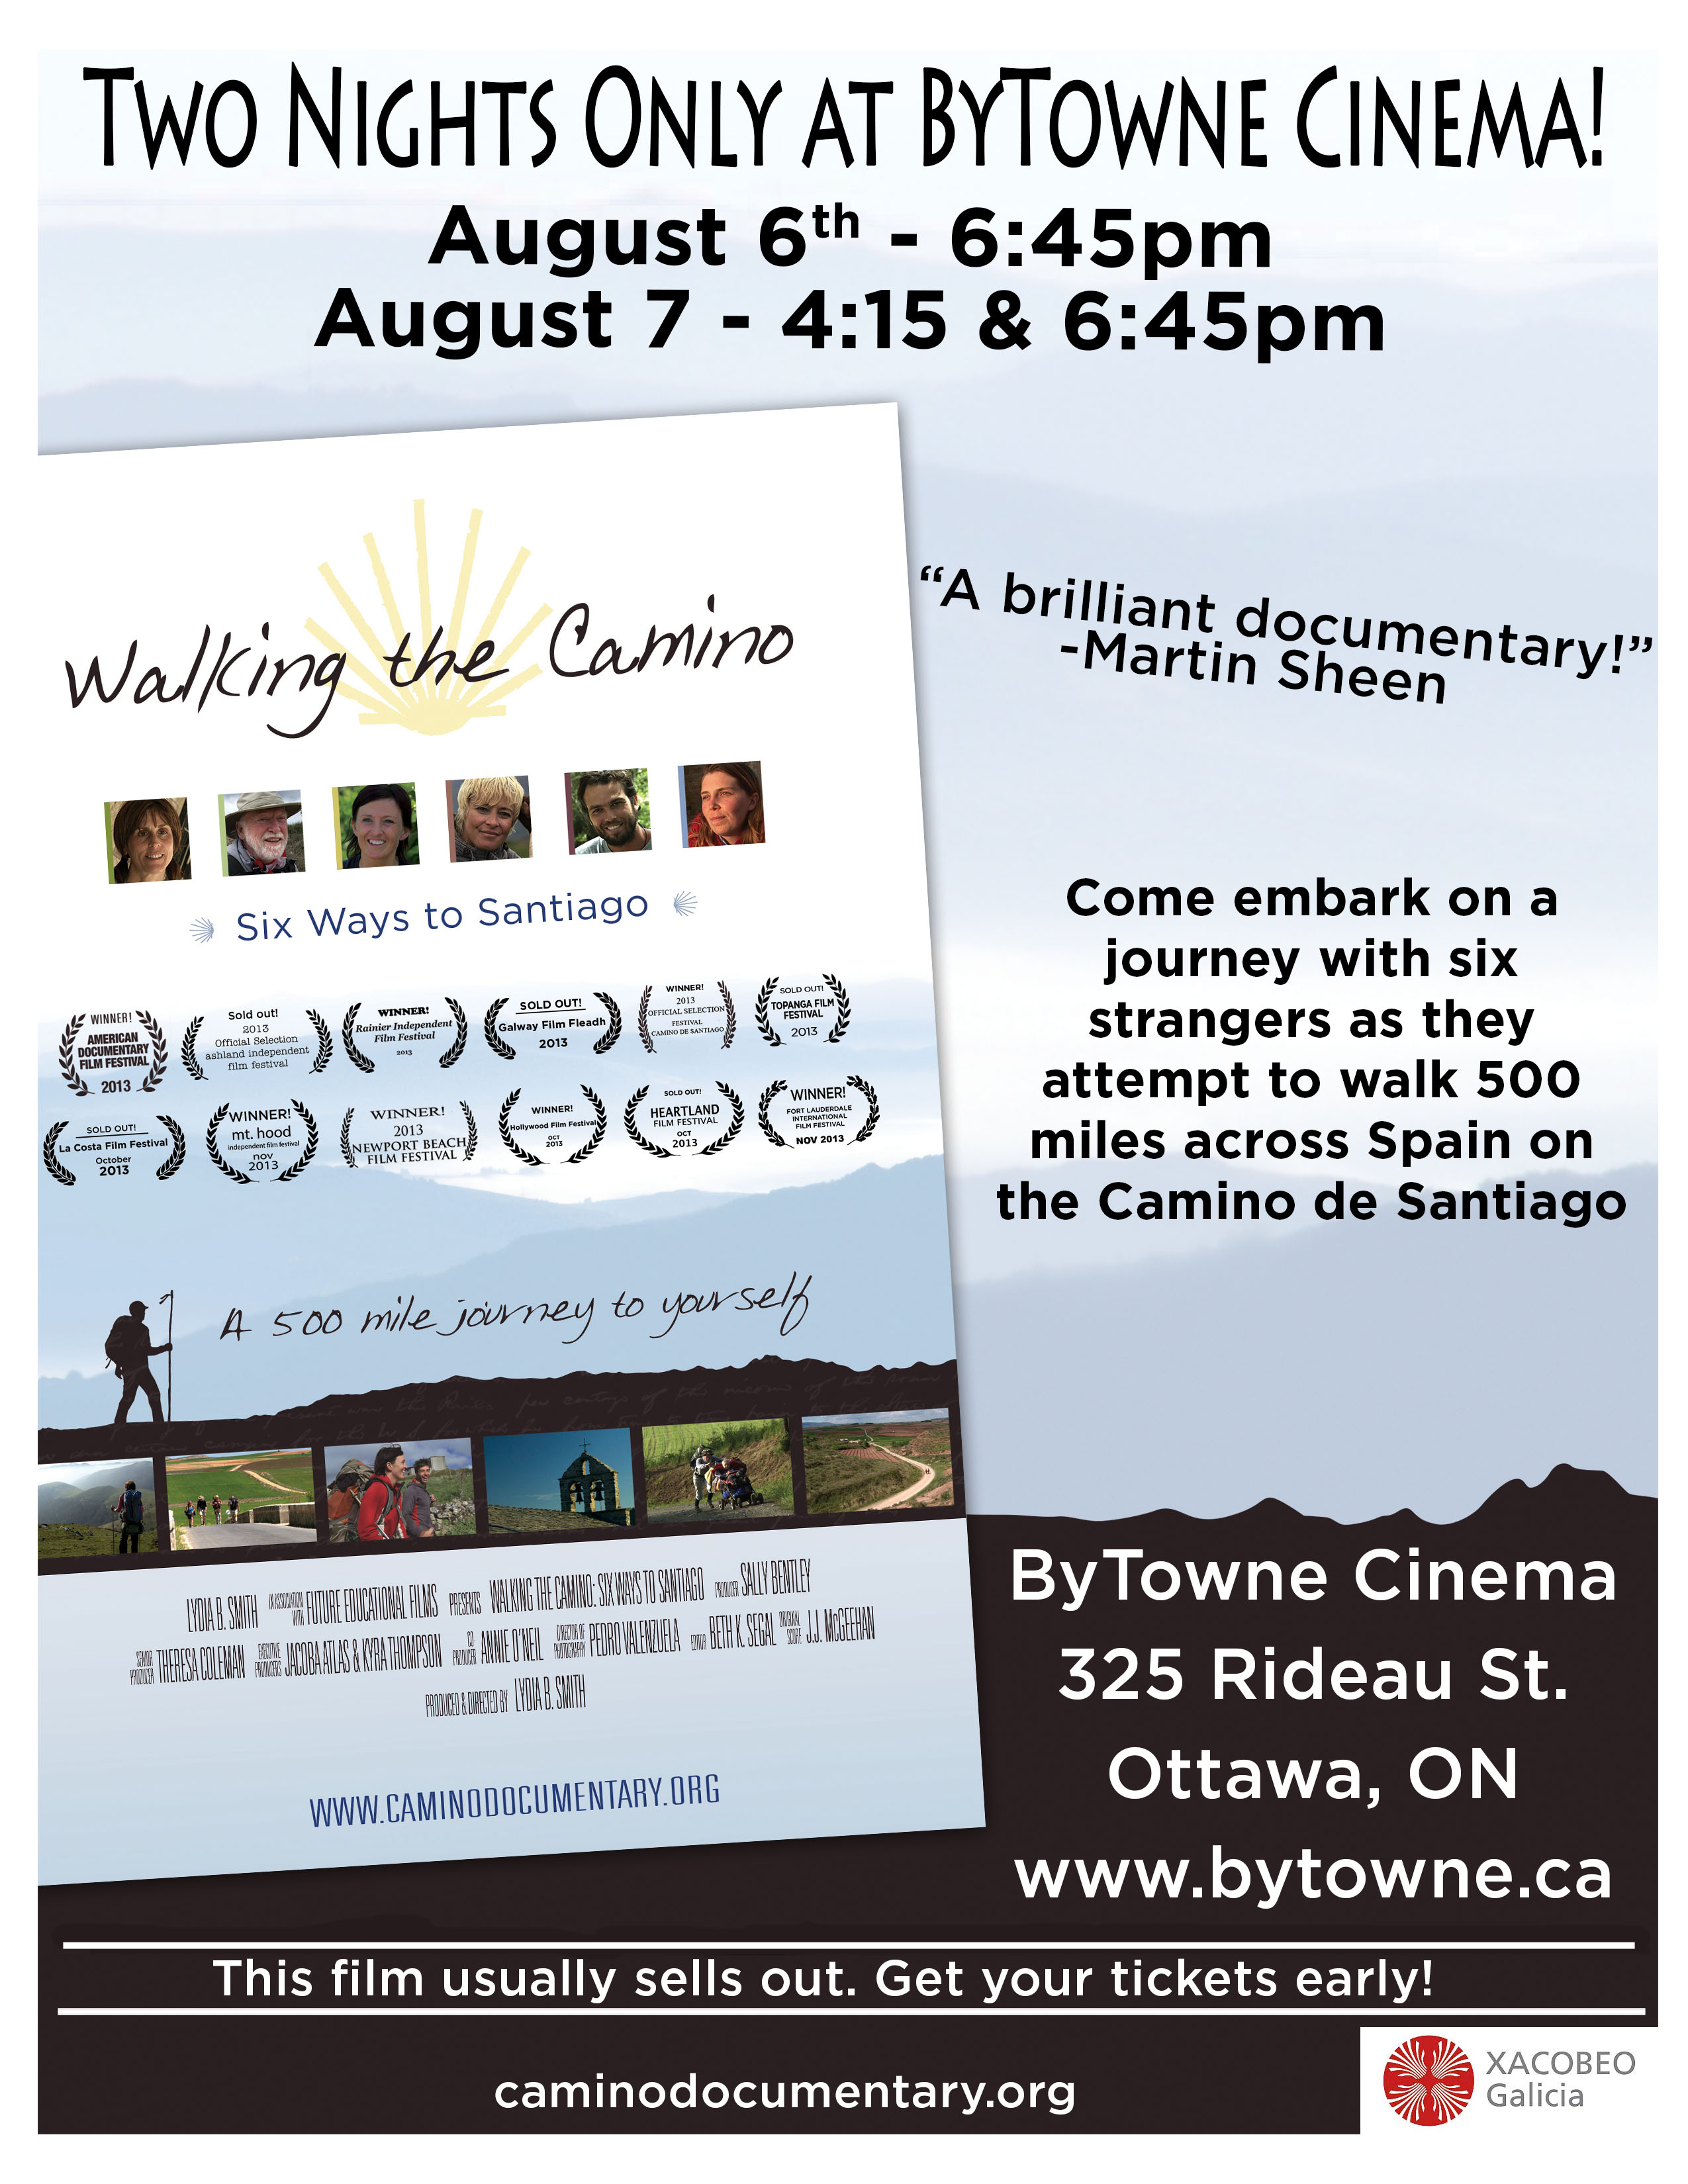 TWO NIGHTS ONLY AT BYTOWNE CINEMA!
August 6th - 6:45pm
August 7 - 4:15 & 6:45pm
Walking the Camino
Six Ways to Santiago
WINNER!
AMERICAN
DOCUMENTARY
FILM FESTIVAL
2013
Sold out!
2013
Official Selection
ashland independent
film festival
WINNER!
Rainier Independent
Film Festival
2013
SOLD OUT!
Galway Film Fleadh
2013
WINNER!
2013
OFFICIAL SELECTION
FESTIVAL
CAMINO DE SANTIAGO
SOLD OUT!
TOPANGA FILM
FESTIVAL
2013
SOLD OUT!
La Costa Film Festival
October
2013
WINNER!
mt. hood
independent film festival
nov
2013
WINNER!
2013
NEWPORT BEACH
FILM FESTIVAL
WINNER!
Hollywood Film Festival
OCT
2013
SOLD OUT!
HEARTLAND
FILM FESTIVAL
OCT
2013
WINNER!
FORT LAUDERDALE
INTERNATIONAL
FILM FESTIVAL
NOV 2013
A 500 mile journey to yourself
LYDIA B. SMITH IN ASSOCIATION WITH FUTURE EDUCATIONAL FILMS PRESENTS WALKING THE CAMINO: SIX WAYS TO SANTIAGO PRODUCER SALLY BENTLEY
SENIOR PRODUCER THERESA COLEMAN EXECUTIVE PRODUCERS JACOBA ATLAS & KYRA THOMPSON CO-PRODUCER ANNIE O'NEIL DIRECTOR OF PHOTOGRAPHY PEDRO VALENZUELA EDITOR BETH K. SEGAL ORIGINAL SCORE J.J. McGEEHAN
PRODUCED & DIRECTED BY LYDIA B. SMITH
WWW.CAMINODOCUMENTARY.ORG
“A brilliant documentary!”
-Martin Sheen
Come embark on a
journey with six
strangers as they
attempt to walk 500
miles across Spain on
the Camino de Santiago
ByTowne Cinema
325 Rideau St.
Ottawa, ON
www.bytowne.ca
This film usually sells out. Get your tickets early!
caminodocumentary.org
XACOBEO
Galicia